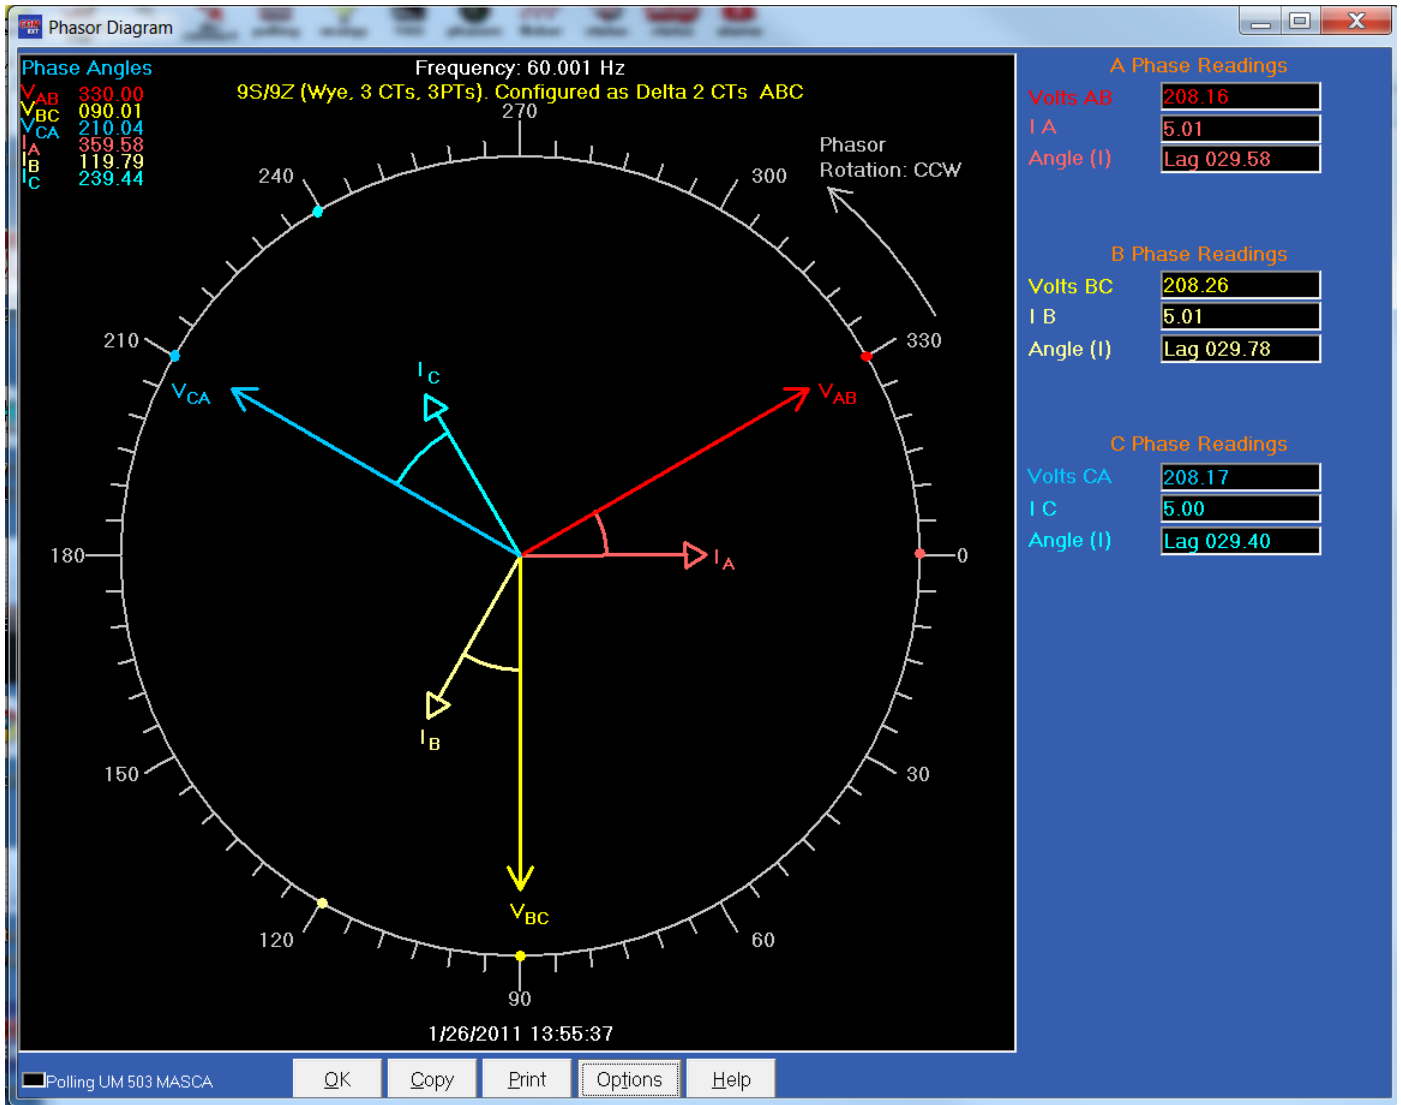 Phasor Diagram
Phase Angles
VAB 330.00
VBC 090.01
VCA 210.04
IA 359.58
IB 119.79
IC 239.44
Frequency: 60.001 Hz
9S/9Z (Wye, 3 CTs, 3PTs). Configured as Delta 2 CTs ABC
270
240
300
Phasor
Rotation: CCW
210
330
IC
VCA
VAB
180
0
IA
IB
150
30
VBC
120
60
90
1/26/2011 13:55:37
A Phase Readings
Volts AB 208.16
I A 5.01
Angle (I) Lag 029.58
B Phase Readings
Volts BC 208.26
I B 5.01
Angle (I) Lag 029.78
C Phase Readings
Volts CA 208.17
I C 5.00
Angle (I) Lag 029.40
Polling UM 503 MASCA
OK Copy Print Options Help